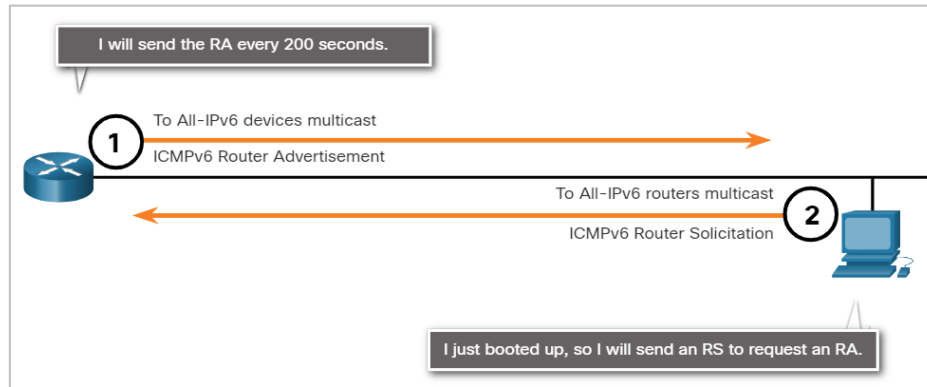 I will send the RA every 200 seconds.
1
To All-IPv6 devices multicast
ICMPv6 Router Advertisement
To All-IPv6 routers multicast
2
ICMPv6 Router Solicitation
I just booted up, so I will send an RS to request an RA.